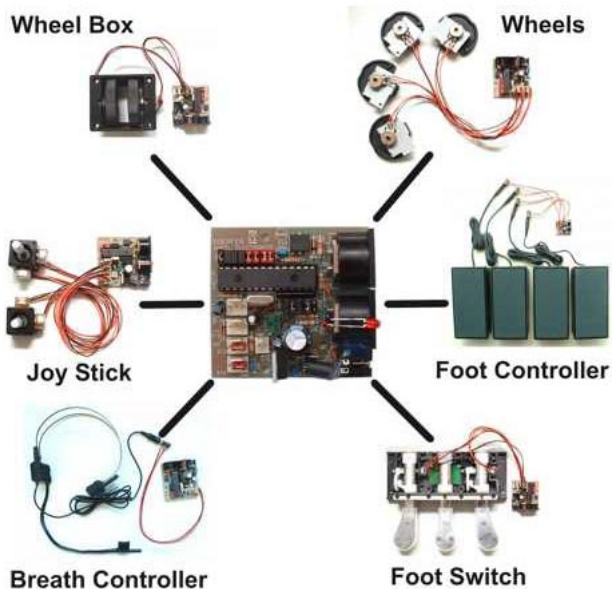 Wheel Box
Wheels
Joy Stick
Foot Controller
Breath Controller
Foot Switch